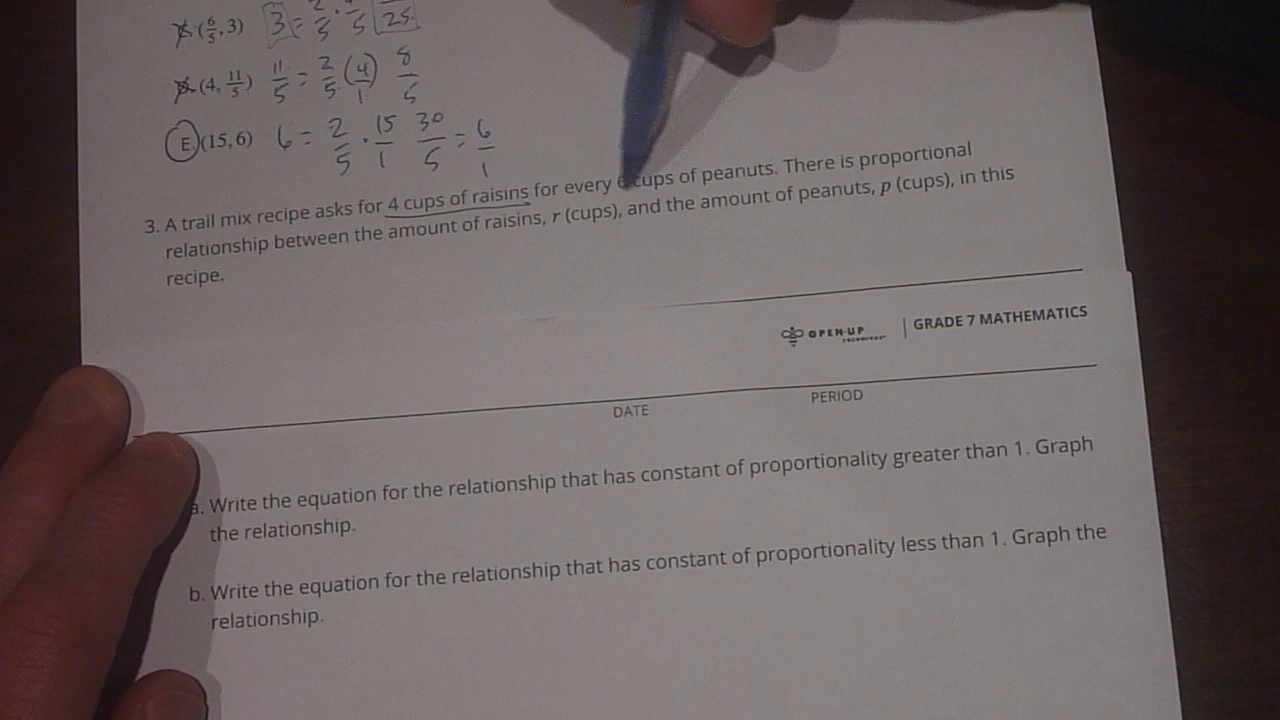 C. (6/5, 3) 3 = 2/5 · 25
D. (4, 11/5) 11/5 = 2/5 (4/1) 8/5
E. (15, 6) 6 = 2/5 · 15/1 30/5 = 6/1
3. A trail mix recipe asks for 4 cups of raisins for every 6 cups of peanuts. There is proportional
relationship between the amount of raisins, r (cups), and the amount of peanuts, p (cups), in this
recipe.
OPEN-UP | GRADE 7 MATHEMATICS
DATE PERIOD
a. Write the equation for the relationship that has constant of proportionality greater than 1. Graph
the relationship.
b. Write the equation for the relationship that has constant of proportionality less than 1. Graph the
relationship.